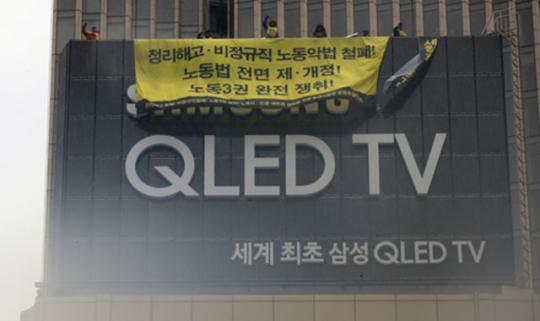 정리해고·비정규직 노동악법 철폐!
노동법 전면 제·개정!
노동3권 완전 쟁취!
SAMSUNG
QLED TV
세계 최초 삼성 QLED TV